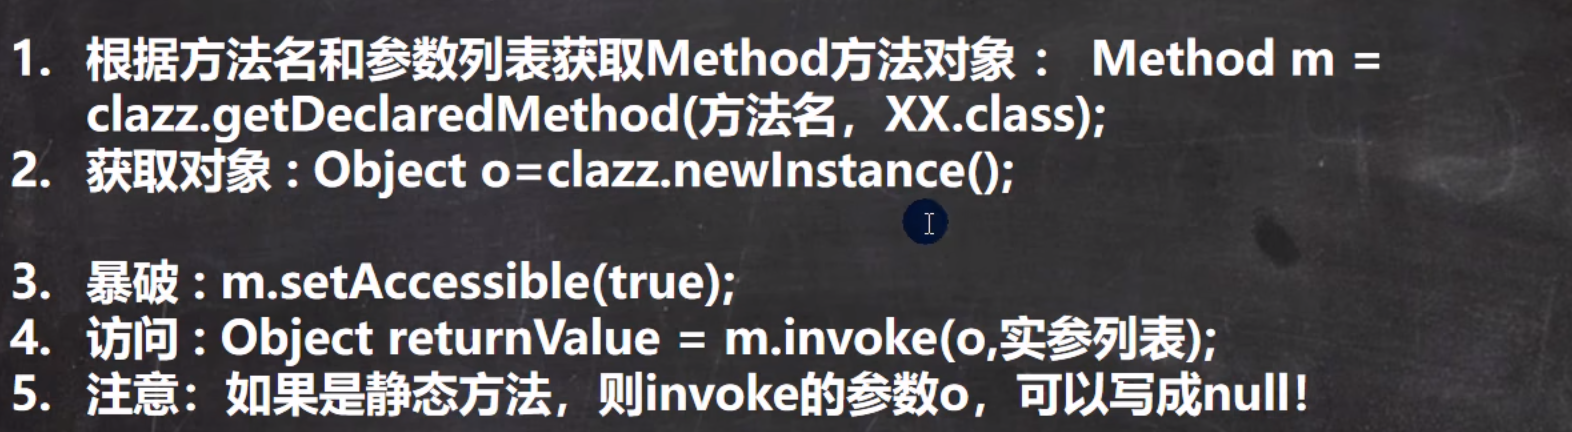 1. 根据方法名和参数列表获取Method方法对象： Method m =
clazz.getDeclaredMethod(方法名，XX.class);
2. 获取对象 : Object o=clazz.newInstance();
3. 暴破 : m.setAccessible(true);
4. 访问 : Object returnValue = m.invoke(o,实参列表);
5. 注意：如果是静态方法，则invoke的参数o，可以写成null!